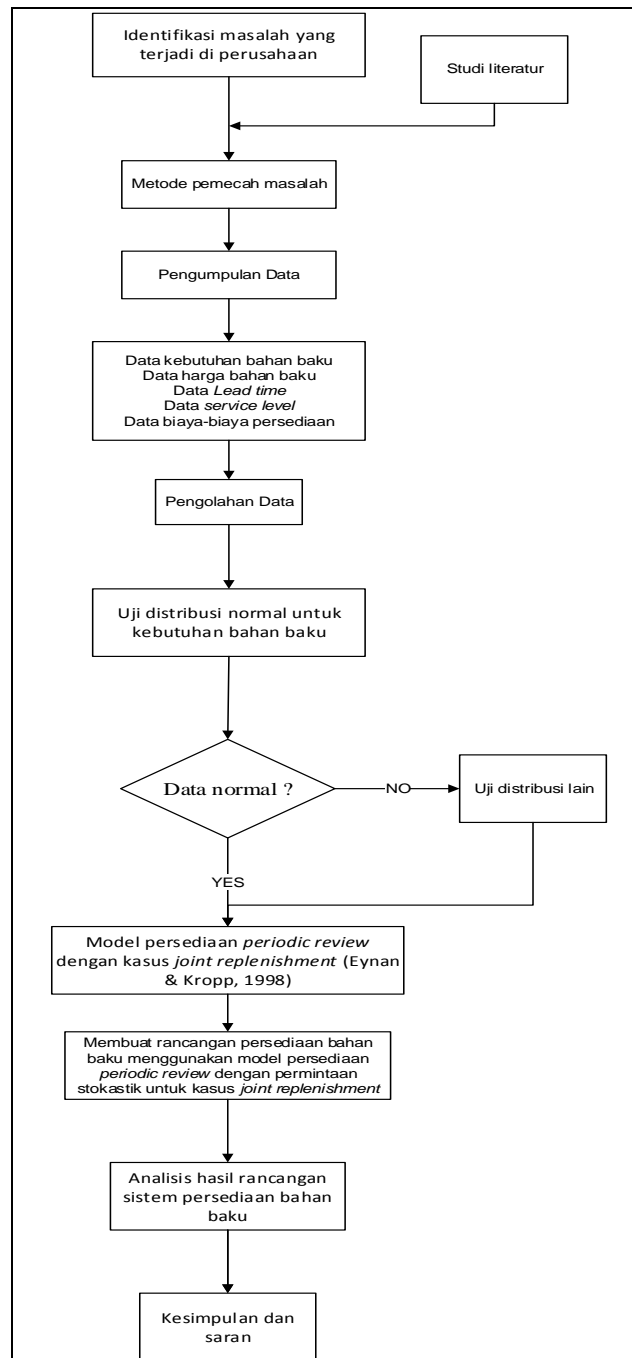 Identifikasi masalah yang
terjadi di perusahaan
Studi literatur
Metode pemecah masalah
Pengumpulan Data
Data kebutuhan bahan baku
Data harga bahan baku
Data Lead time
Data service level
Data biaya-biaya persediaan
Pengolahan Data
Uji distribusi normal untuk
kebutuhan bahan baku
Data normal ?
NO
Uji distribusi lain
YES
Model persediaan periodic review
dengan kasus joint replenishment (Eynan
& Kropp, 1998)
Membuat rancangan persediaan bahan
baku menggunakan model persediaan
periodic review dengan permintaan
stokastik untuk kasus joint replenishment
Analisis hasil rancangan
sistem persediaan bahan
baku
Kesimpulan dan
saran